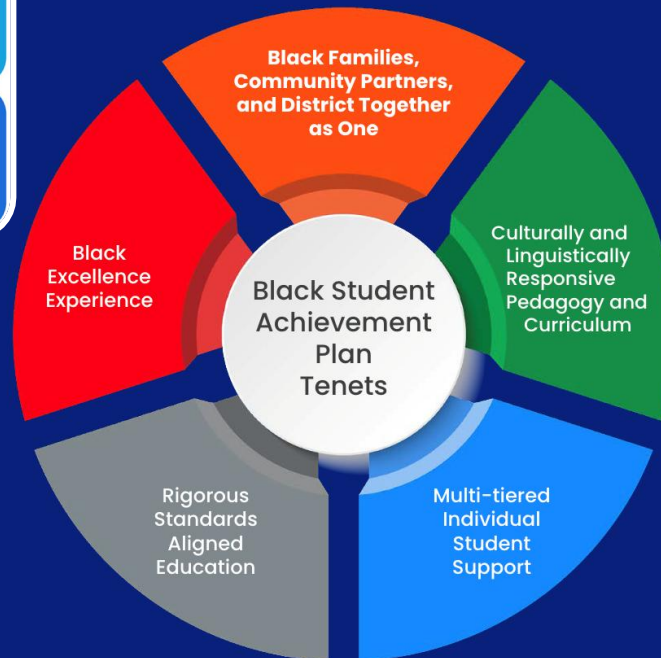 Black Families,
Community Partners,
and District Together
as One
Culturally and
Linguistically
Responsive
Pedagogy and
Curriculum
Multi-tiered
Individual
Student
Support
Rigorous
Standards
Aligned
Education
Black
Excellence
Experience
Black Student
Achievement
Plan
Tenets